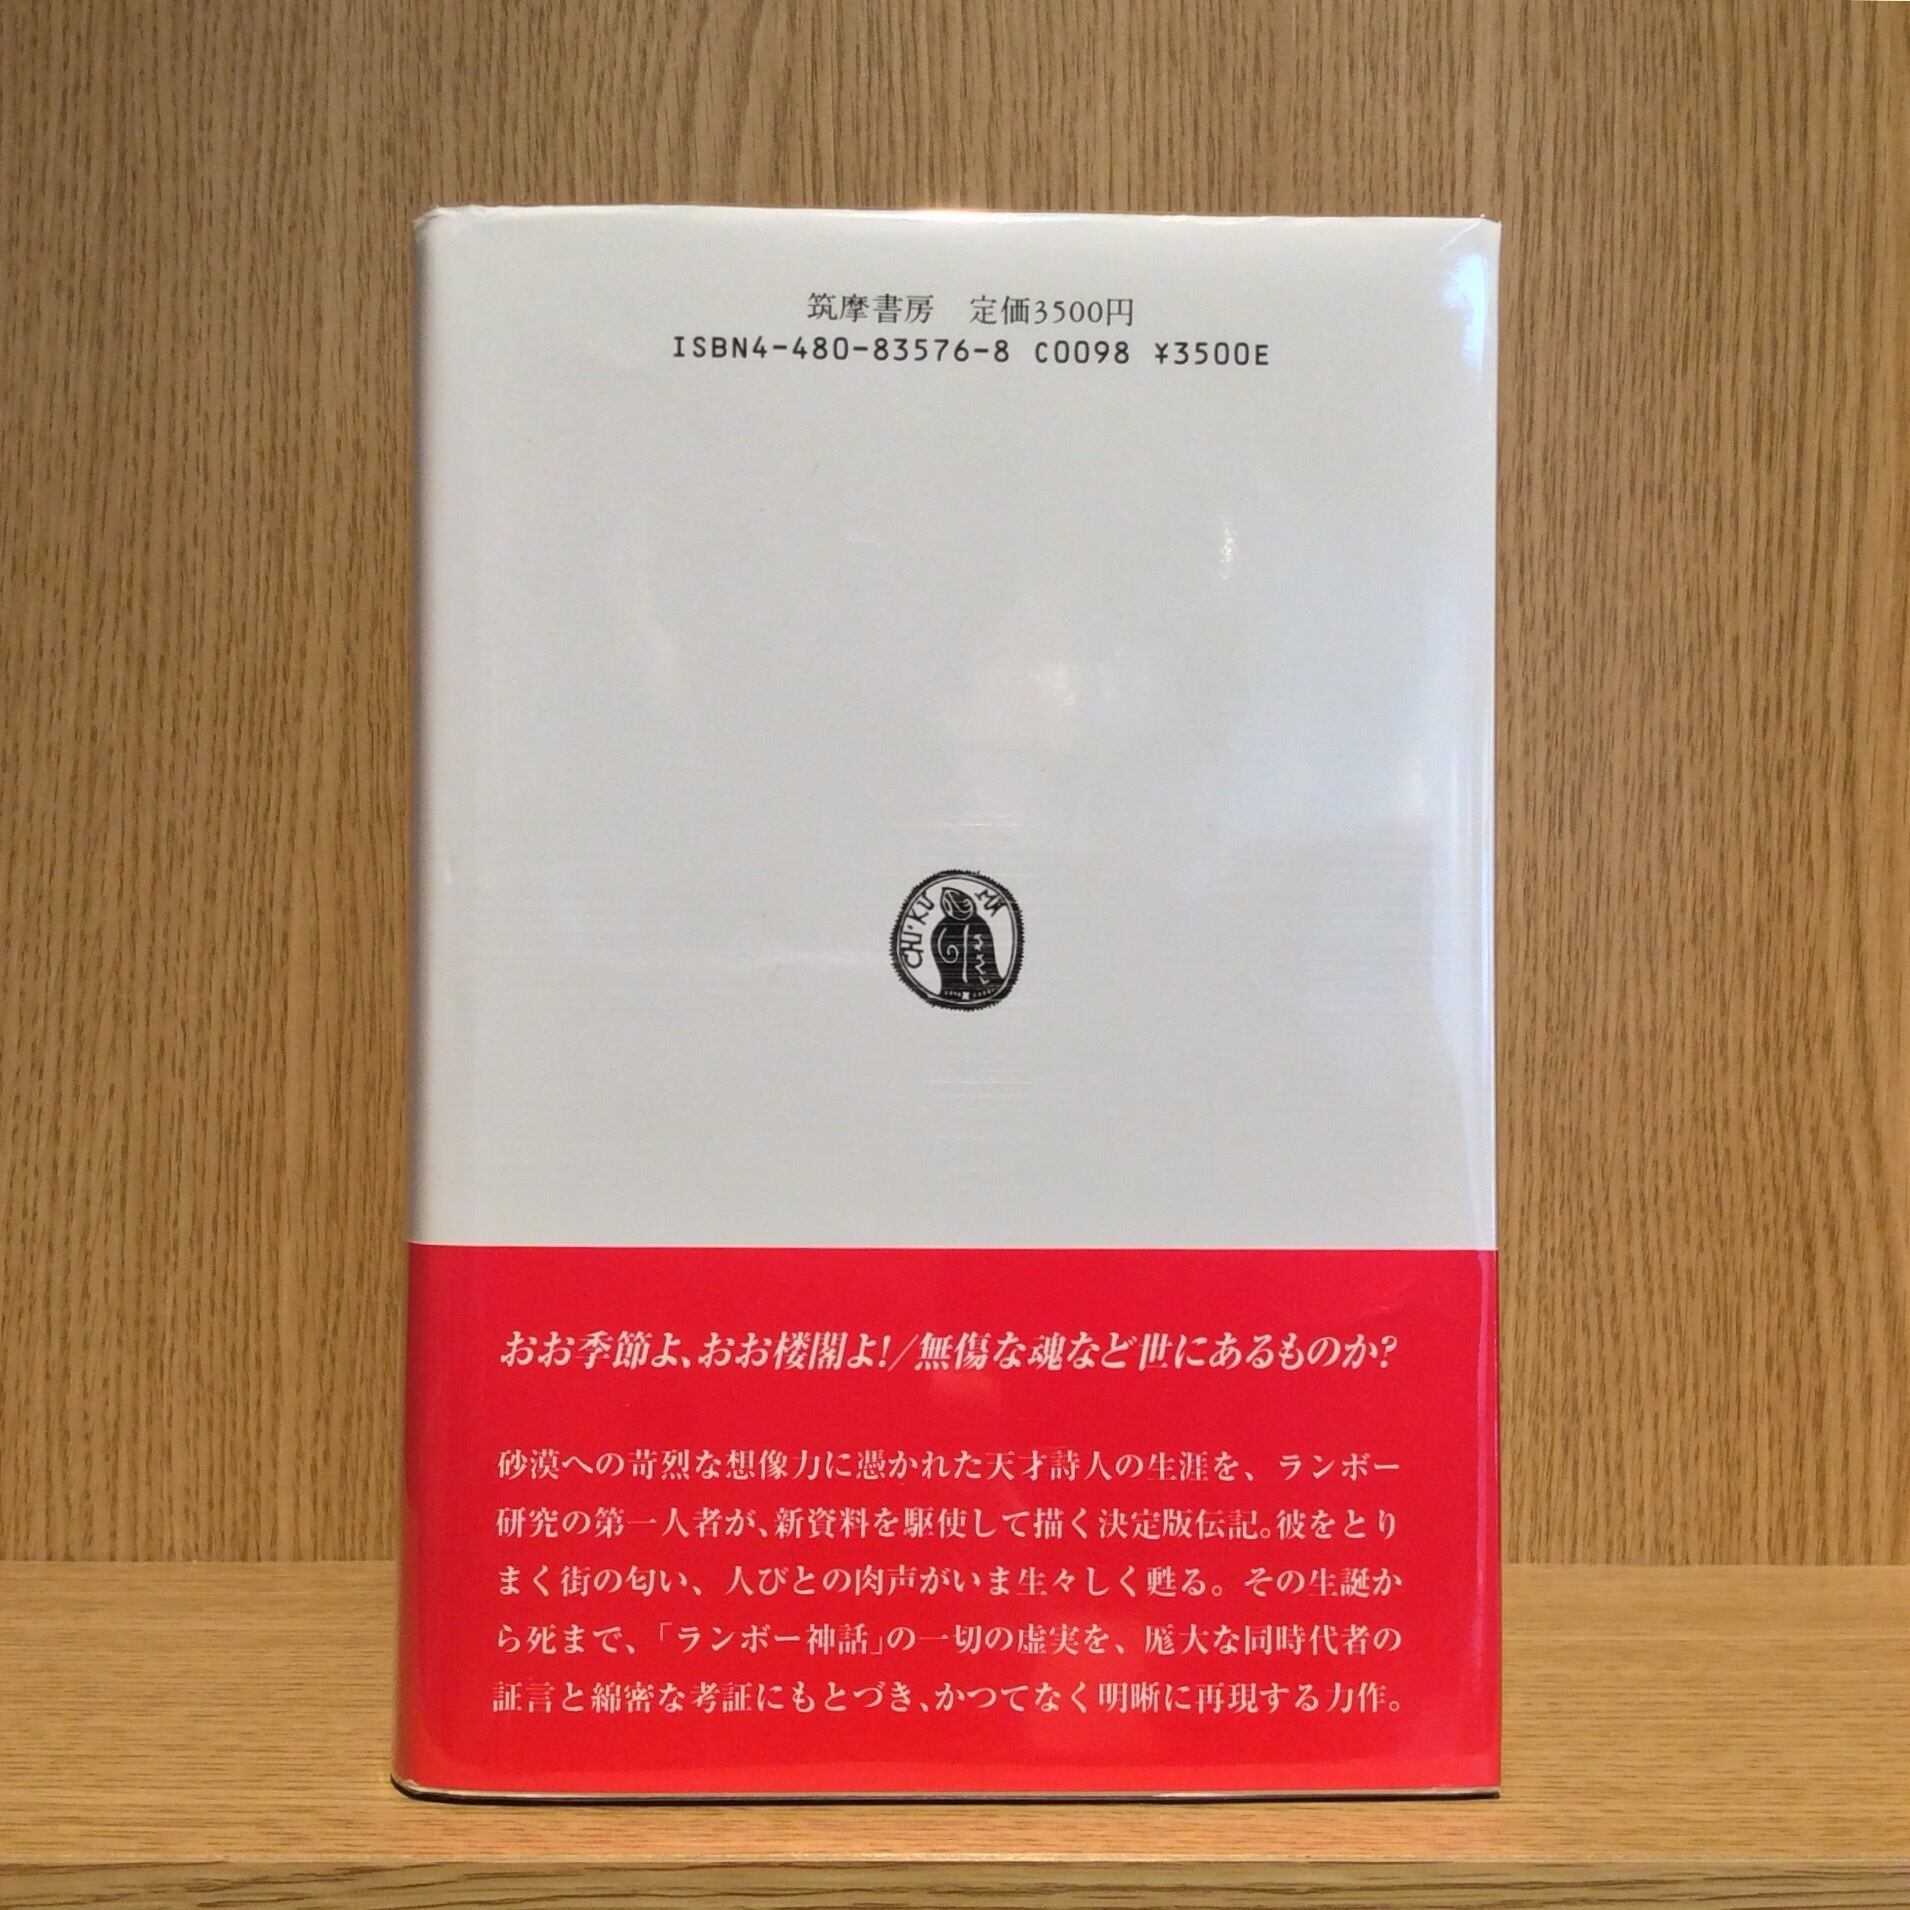 筑摩書房　定価3500円
ISBN4-480-83576-8 C0098 ¥3500E
CHI'KU MA
おお季節よ、おお楼閣よ!／無傷な魂など世にあるものか?
砂漠への苛烈な想像力に憑かれた天才詩人の生涯を、ランボー
研究の第一人者が、新資料を駆使して描く決定版伝記。彼をとり
まく街の匂い、人びとの肉声がいま生々しく甦る。その生誕か
ら死まで、「ランボー神話」の一切の虚実を、厖大な同時代者の
証言と綿密な考証にもとづき、かつてなく明晰に再現する力作。